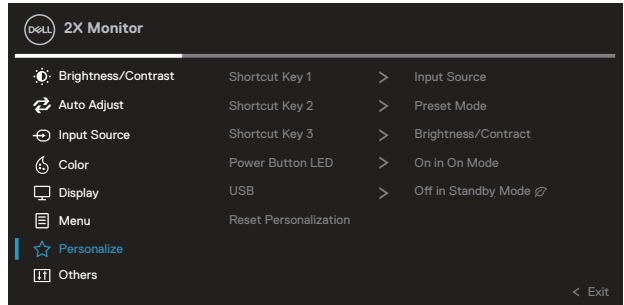 DELL 2X Monitor
Brightness/Contrast Shortcut Key 1 > Input Source
Auto Adjust Shortcut Key 2 > Preset Mode
Input Source Shortcut Key 3 > Brightness/Contract
Color Power Button LED > On in On Mode
Display USB > Off in Standby Mode
Menu Reset Personalization
Personalize
Others
< Exit